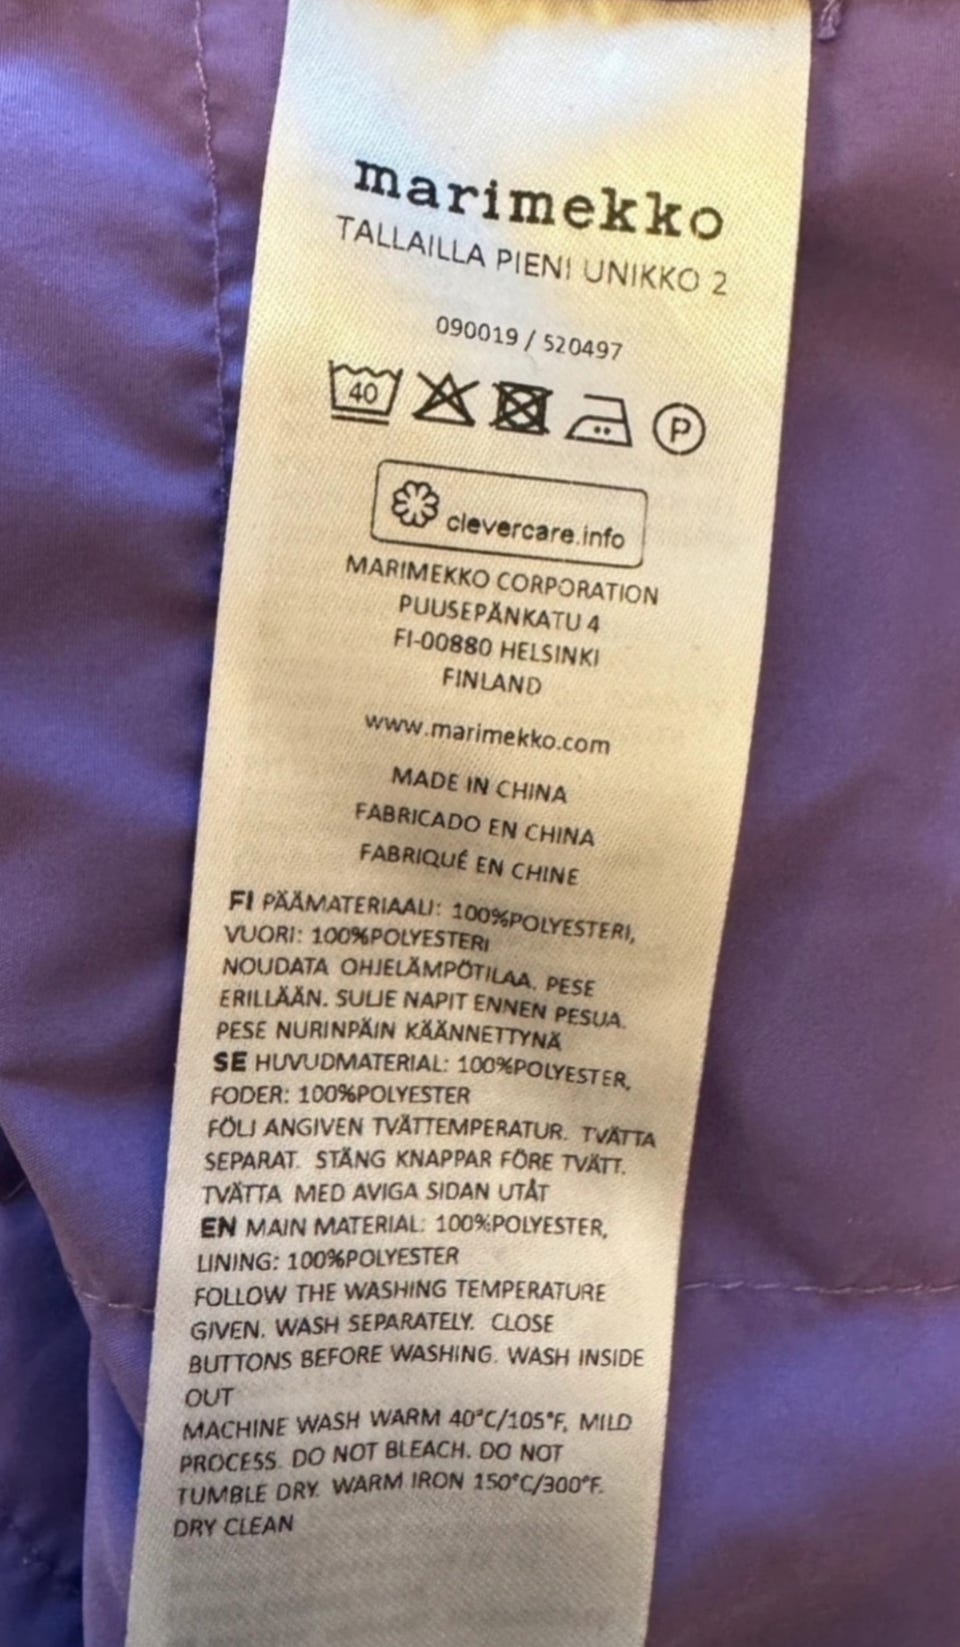 marimekko
TALLAILLA PIENI UNIKKO 2
090019 / 520497
40
P
clevercare.info
MARIMEKKO CORPORATION
PUUSEPÄNKATU 4
FI-00880 HELSINKI
FINLAND
www.marimekko.com
MADE IN CHINA
FABRICADO EN CHINA
FABRIQUÉ EN CHINE
FI PÄÄMATERIAALI: 100%POLYESTERI,
VUORI: 100%POLYESTERI
NOUDATA OHJELÄMPÖTILAA. PESE
ERILLÄÄN. SULJE NAPIT ENNEN PESUA.
PESE NURINPÄIN KÄÄNNETTYNÄ
SE HUVUDMATERIAL: 100%POLYESTER,
FODER: 100%POLYESTER
FÖLJ ANGIVEN TVÄTTEMPERATUR. TVÄTTA
SEPARAT. STÄNG KNAPPAR FÖRE TVÄTT.
TVÄTTA MED AVIGA SIDAN UTÅT
EN MAIN MATERIAL: 100%POLYESTER,
LINING: 100%POLYESTER
FOLLOW THE WASHING TEMPERATURE
GIVEN. WASH SEPARATELY. CLOSE
BUTTONS BEFORE WASHING. WASH INSIDE
OUT
MACHINE WASH WARM 40°C/105°F, MILD
PROCESS. DO NOT BLEACH. DO NOT
TUMBLE DRY. WARM IRON 150°C/300°F.
DRY CLEAN